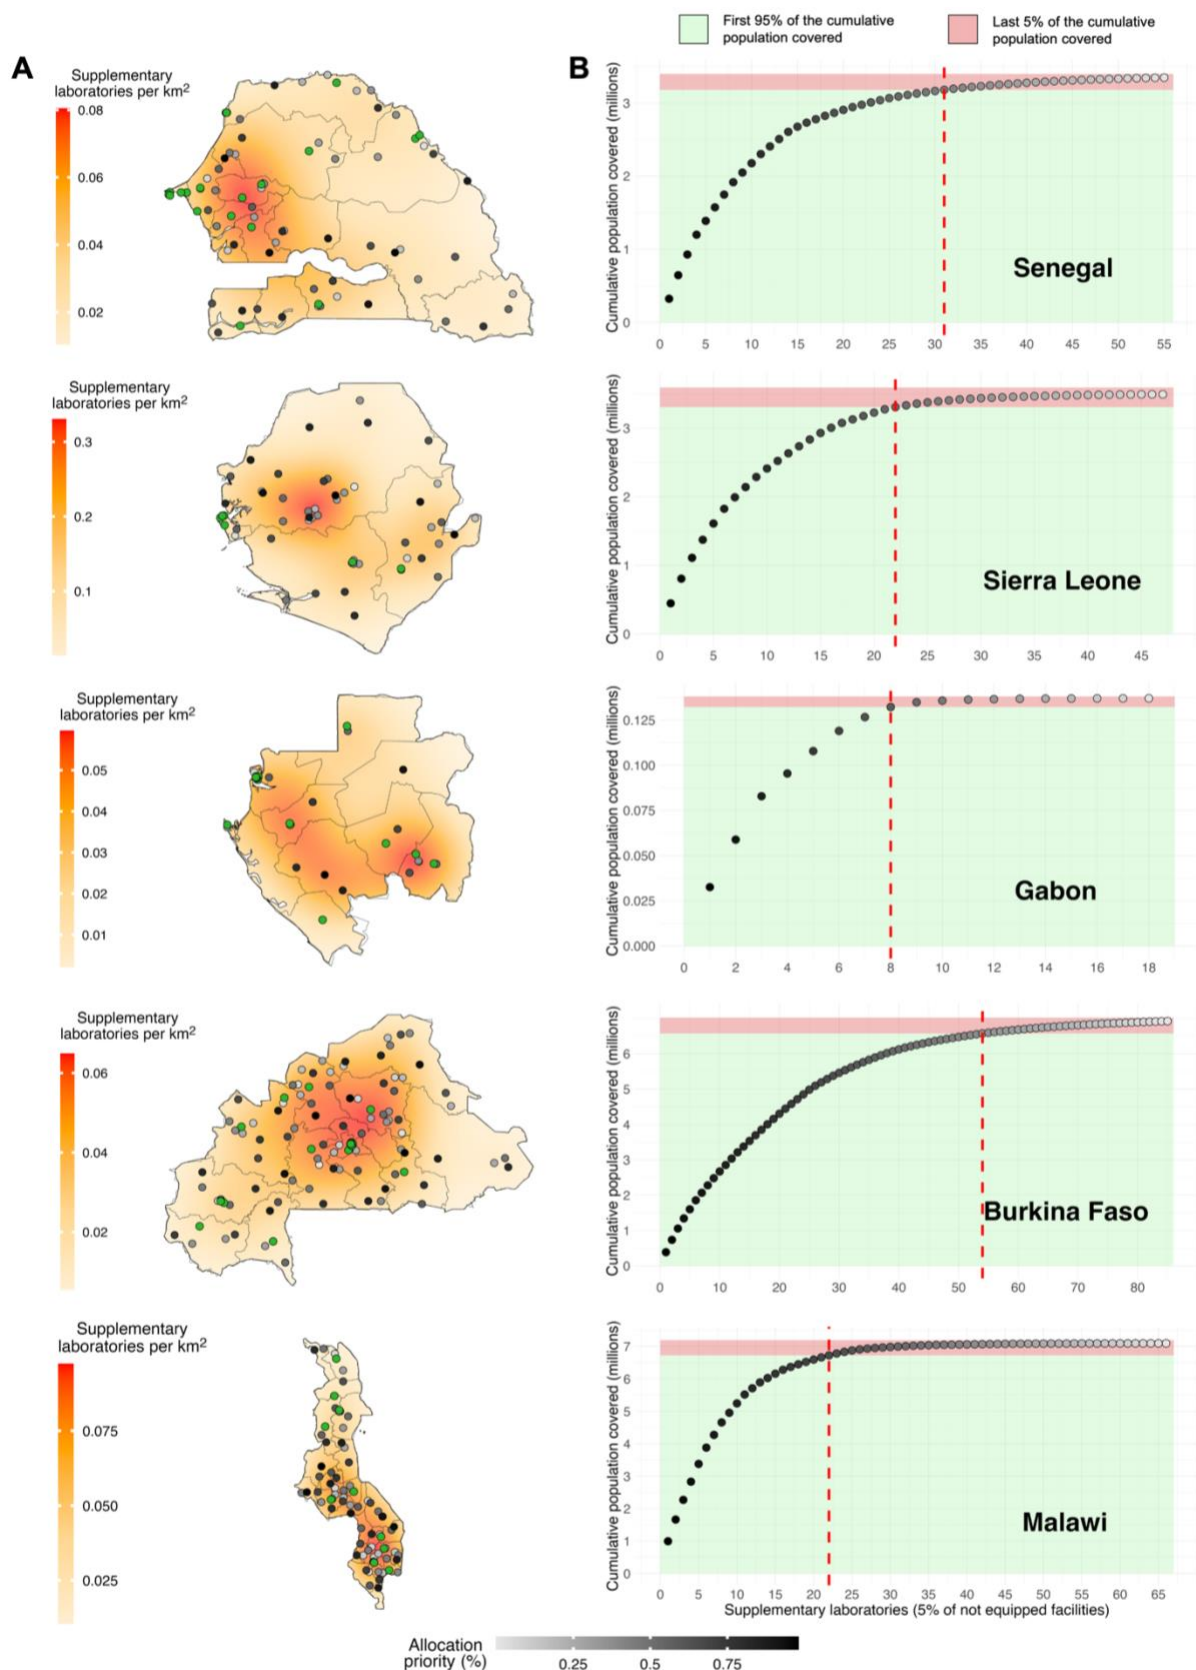 First 95% of the cumulative
population covered
Last 5% of the cumulative
population covered
A
B
Supplementary
laboratories per km2
0.08
0.06
0.04
0.02
Cumulative population covered (millions)
3
2
1
0
Senegal
0 5 10 15 20 25 30 35 40 45 50 55
Supplementary
laboratories per km2
0.3
0.2
0.1
Cumulative population covered (millions)
3
2
1
0
Sierra Leone
0 5 10 15 20 25 30 35 40 45
Supplementary
laboratories per km2
0.05
0.04
0.03
0.02
0.01
Cumulative population covered (millions)
0.125
0.100
0.075
0.050
0.025
0.000
Gabon
0 2 4 6 8 10 12 14 16 18
Supplementary
laboratories per km2
0.06
0.04
0.02
Cumulative population covered (millions)
6
5
4
3
2
1
0
Burkina Faso
0 10 20 30 40 50 60 70 80
Supplementary
laboratories per km2
0.075
0.050
0.025
Cumulative population covered (millions)
7
6
5
4
3
2
1
0
Malawi
0 5 10 15 20 25 30 35 40 45 50 55 60 65
Supplementary laboratories (5% of not equipped facilities)
Allocation
priority (%)
0.25 0.5 0.75